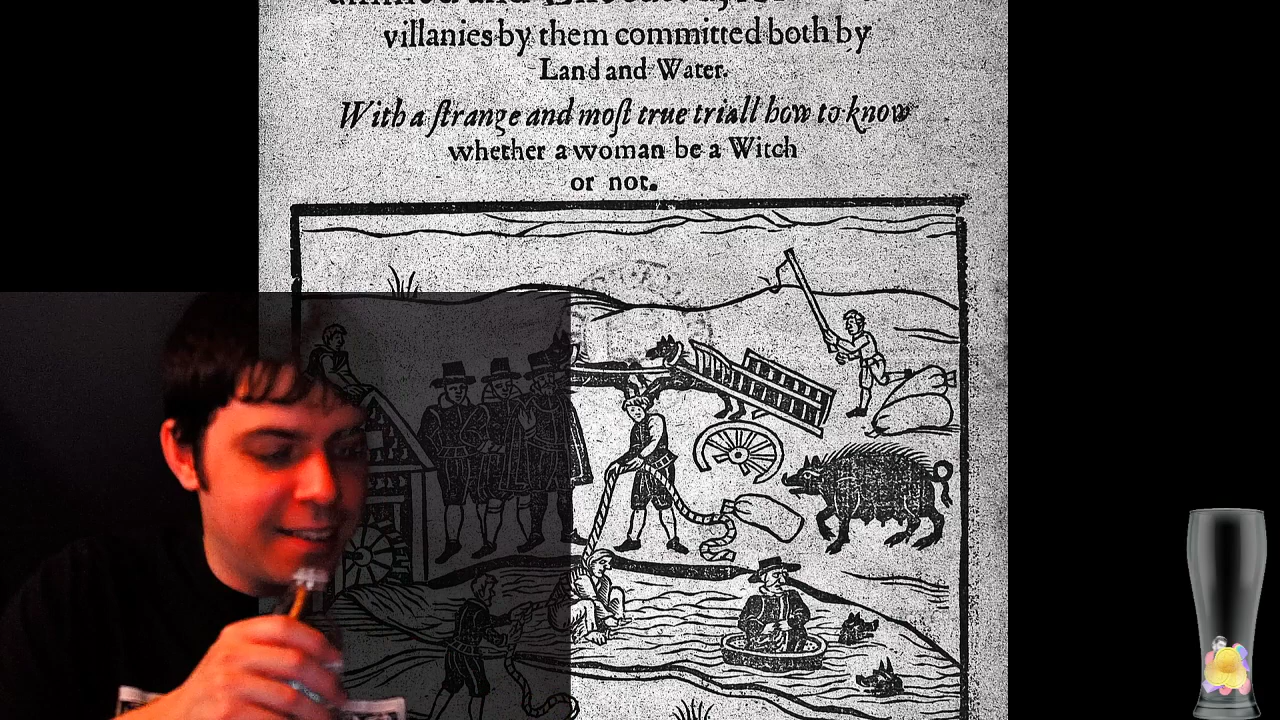 villanies by them committed both by
Land and Water.
With a ſtrange and moſt true triall how to know
whether a woman be a Witch
or not.